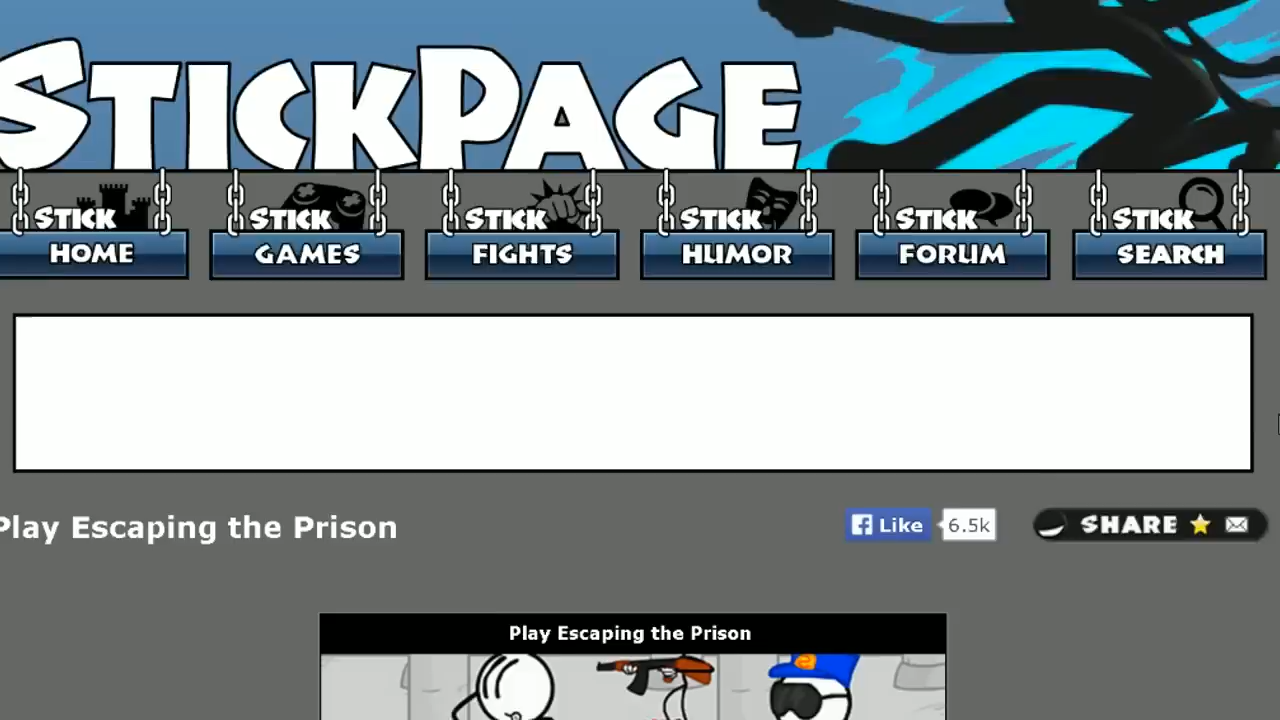 STICKPAGE
STICK HOME
STICK GAMES
STICK FIGHTS
STICK HUMOR
STICK FORUM
STICK SEARCH
Play Escaping the Prison
Like 6.5k
SHARE
Play Escaping the Prison